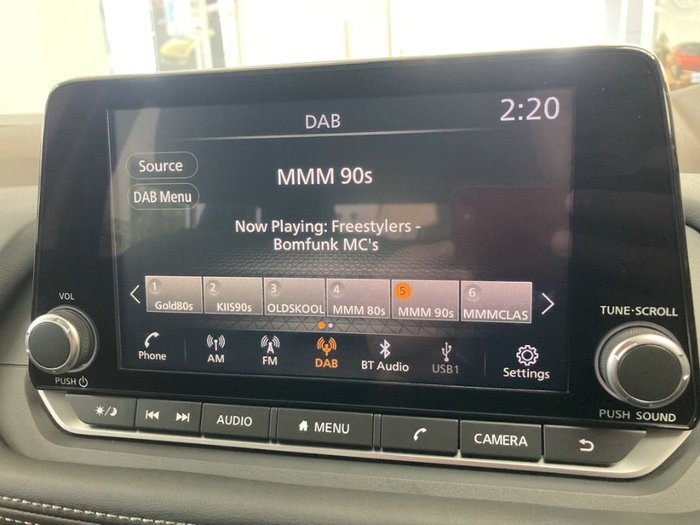 DAB
2:20
Source
MMM 90s
DAB Menu
Now Playing: Freestylers -
Bomfunk MC's
1 2 3 4 5 6
Gold80s KIIS90s OLDSKOOL MMM 80s MMM 90s MMMCLAS
VOL
TUNE·SCROLL
Phone AM FM DAB BT Audio USB1 Settings
PUSH
PUSH SOUND
AUDIO MENU CAMERA